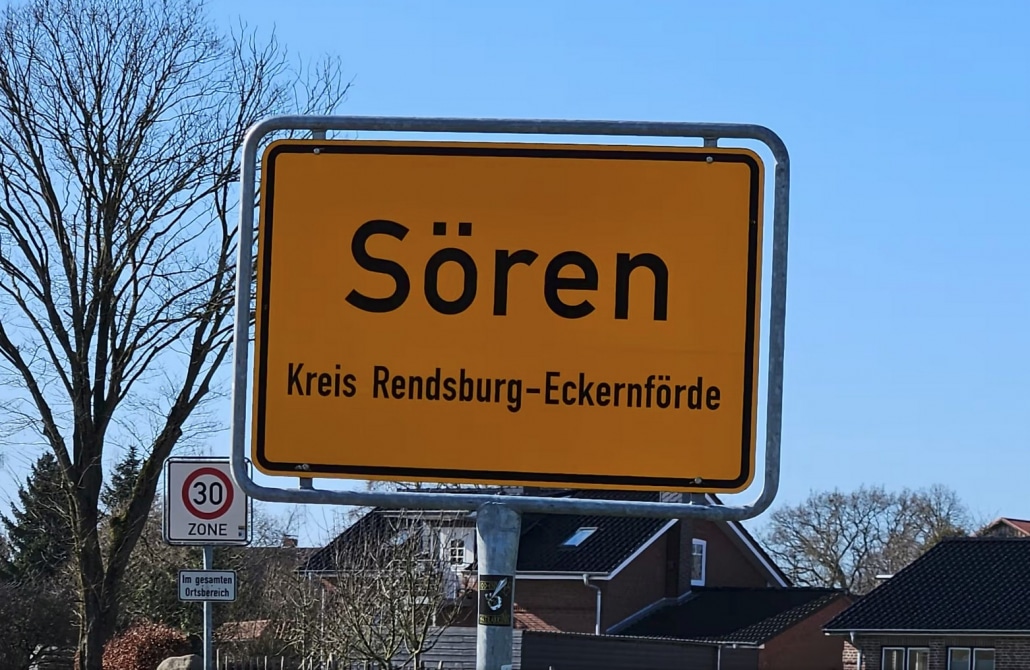 Sören
Kreis Rendsburg-Eckernförde
30
ZONE
Im gesamten
Ortsbereich